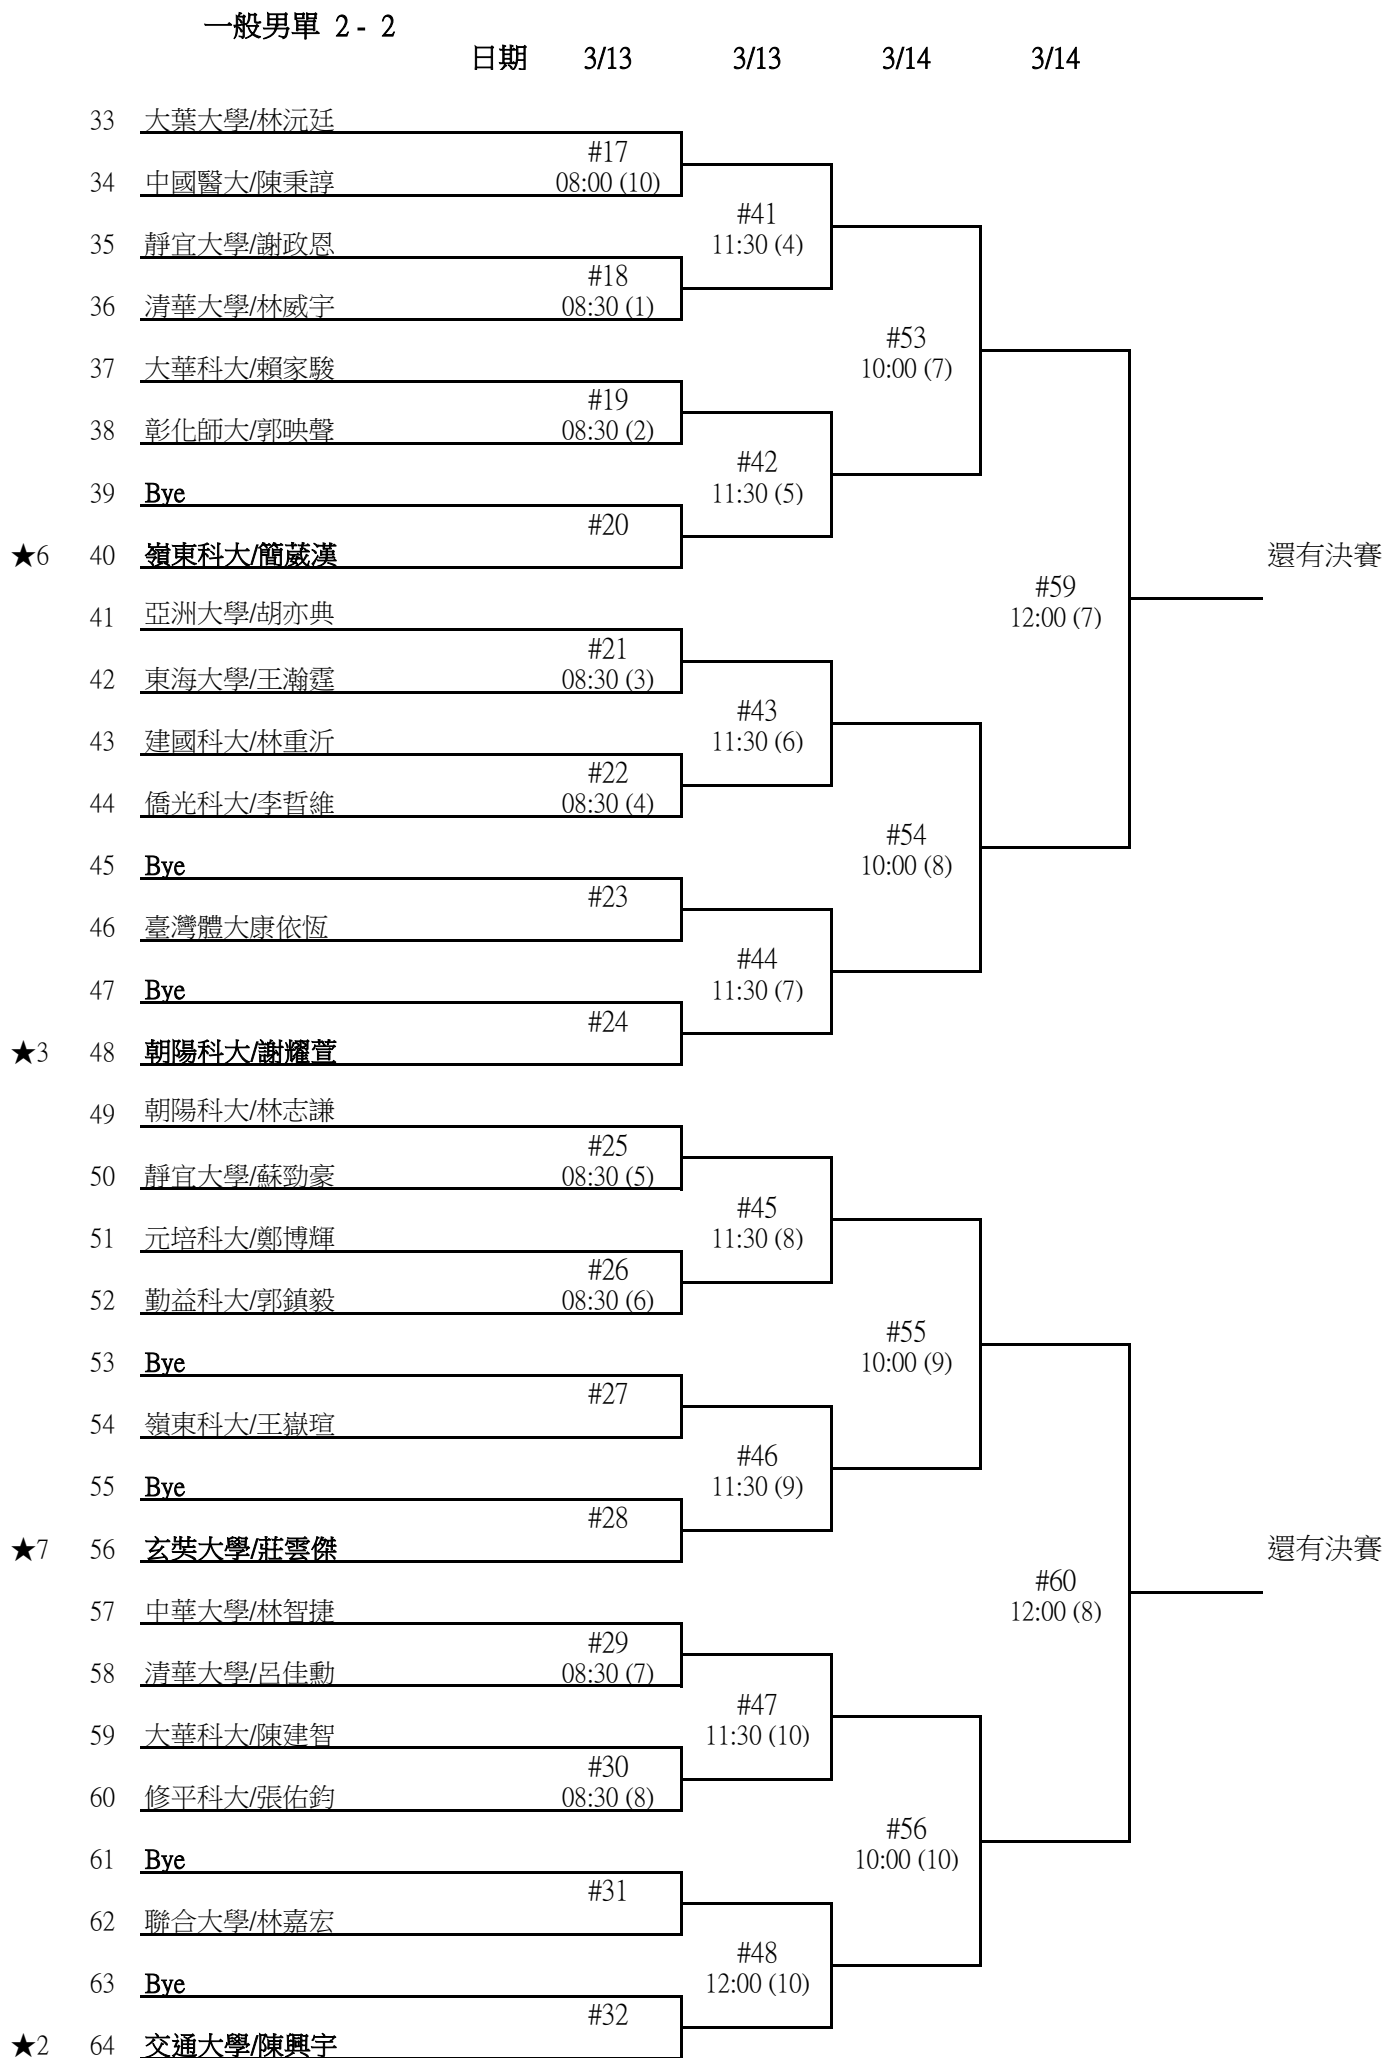 一般男單 2 - 2
日期 3/13 3/13 3/14 3/14
33 大葉大學/林沅廷
#17
34 中國醫大/陳秉諄 08:00 (10)
#41
35 靜宜大學/謝政恩 11:30 (4)
#18
36 清華大學/林威宇 08:30 (1)
#53
37 大華科大/賴家駿 10:00 (7)
#19
38 彰化師大/郭映聲 08:30 (2)
#42
39 Bye 11:30 (5)
#20
★6 40 嶺東科大/簡葳漢 還有決賽
#59
41 亞洲大學/胡亦典 12:00 (7)
#21
42 東海大學/王瀚霆 08:30 (3)
#43
43 建國科大/林重沂 11:30 (6)
#22
44 僑光科大/李晢維 08:30 (4)
#54
45 Bye 10:00 (8)
#23
46 臺灣體大康依恆
#44
47 Bye 11:30 (7)
#24
★3 48 朝陽科大/謝耀萱
49 朝陽科大/林志謙
#25
50 靜宜大學/蘇勁豪 08:30 (5)
#45
51 元培科大/鄭博輝 11:30 (8)
#26
52 勤益科大/郭鎮毅 08:30 (6)
#55
53 Bye 10:00 (9)
#27
54 嶺東科大/王嶽瑄
#46
55 Bye 11:30 (9)
#28
★7 56 玄奘大學/莊雲傑 還有決賽
#60
57 中華大學/林智捷 12:00 (8)
#29
58 清華大學/呂佳勳 08:30 (7)
#47
59 大華科大/陳建智 11:30 (10)
#30
60 修平科大/張佑鈞 08:30 (8)
#56
61 Bye 10:00 (10)
#31
62 聯合大學/林嘉宏
#48
63 Bye 12:00 (10)
#32
★2 64 交通大學/陳興宇